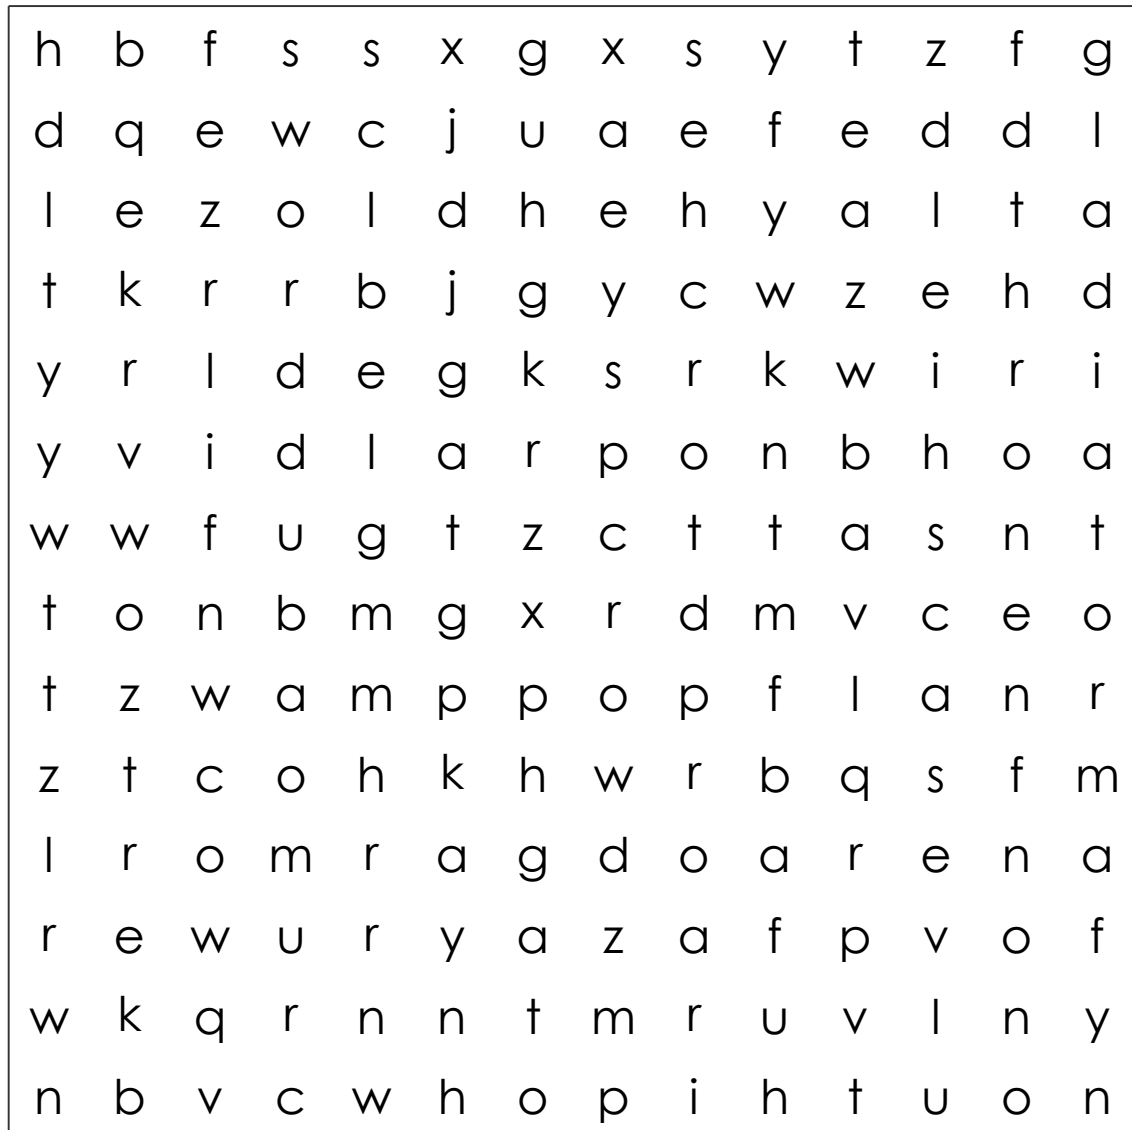 h b f s s x g x s y t z f g
d q e w c j u a e f e d d l
l e z o l d h e h y a l t a
t k r r b j g y c w z e h d
y r l d e g k s r k w i r i
y v i d l a r p o n b h o a
w w f u g t z c t t a s n t
t o n b m g x r d m v c e o
t z w a m p p o p f l a n r
z t c o h k h w r b q s f m
l r o m r a g d o a r e n a
r e w u r y a z a f p v o f
w k q r n n t m r u v l n y
n b v c w h o p i h t u o n